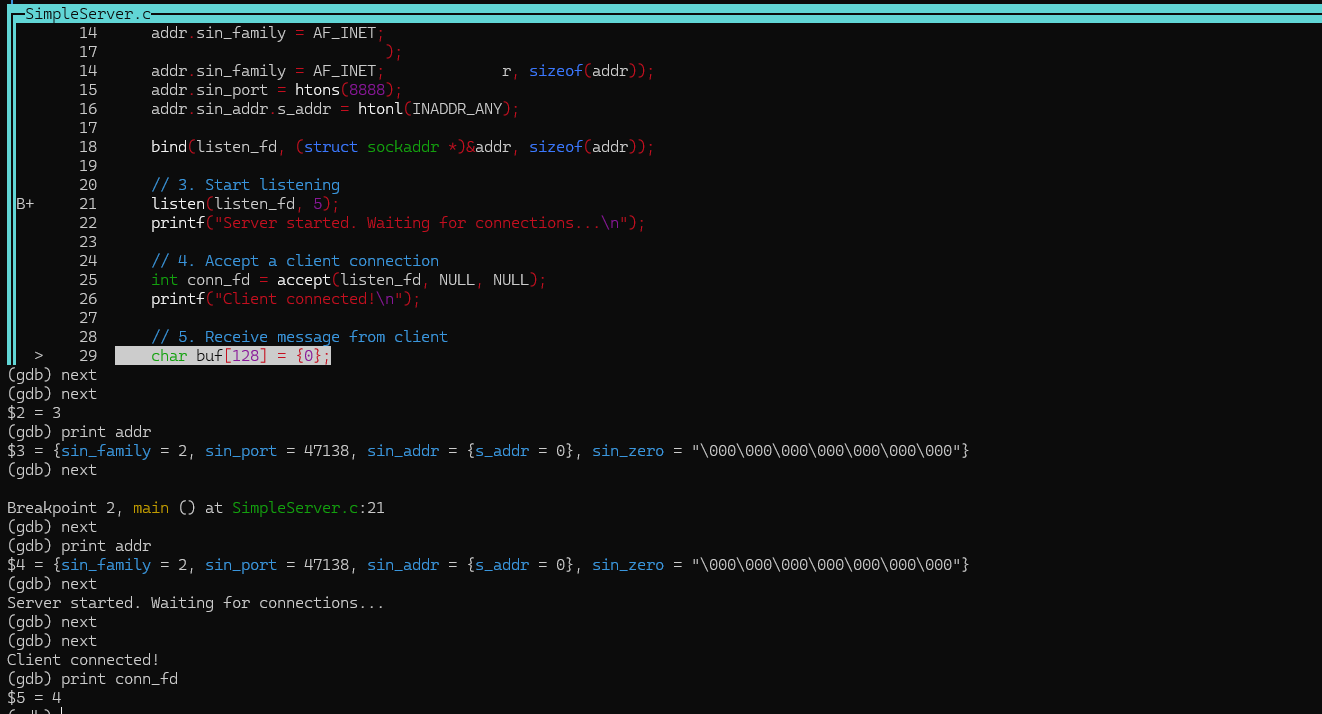 SimpleServer.c
14      addr.sin_family = AF_INET;
17                                );
14      addr.sin_family = AF_INET;             r, sizeof(addr));
15      addr.sin_port = htons(8888);
16      addr.sin_addr.s_addr = htonl(INADDR_ANY);
17
18      bind(listen_fd, (struct sockaddr *)&addr, sizeof(addr));
19
20      // 3. Start listening
B+     21      listen(listen_fd, 5);
22      printf("Server started. Waiting for connections...\n");
23
24      // 4. Accept a client connection
25      int conn_fd = accept(listen_fd, NULL, NULL);
26      printf("Client connected!\n");
27
28      // 5. Receive message from client
>    29      char buf[128] = {0};
(gdb) next
(gdb) next
$2 = 3
(gdb) print addr
$3 = {sin_family = 2, sin_port = 47138, sin_addr = {s_addr = 0}, sin_zero = "\000\000\000\000\000\000\000"}
(gdb) next
Breakpoint 2, main () at SimpleServer.c:21
(gdb) next
(gdb) print addr
$4 = {sin_family = 2, sin_port = 47138, sin_addr = {s_addr = 0}, sin_zero = "\000\000\000\000\000\000\000"}
(gdb) next
Server started. Waiting for connections...
(gdb) next
(gdb) next
Client connected!
(gdb) print conn_fd
$5 = 4
(gdb)